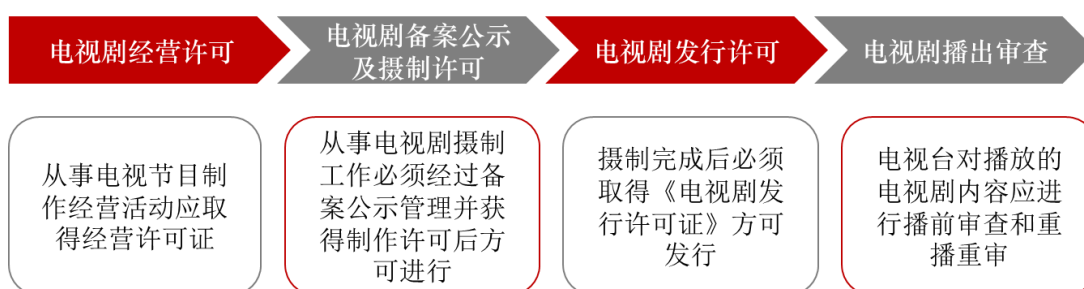 电视剧经营许可
电视剧备案公示
及摄制许可
电视剧发行许可
电视剧播出审查
从事电视节目制
作经营活动应取
得经营许可证
从事电视剧摄制
工作必须经过备
案公示管理并获
得制作许可后方
可进行
摄制完成后必须
取得《电视剧发
行许可证》方可
发行
电视台对播放的
电视剧内容应进
行播前审查和重
播重审